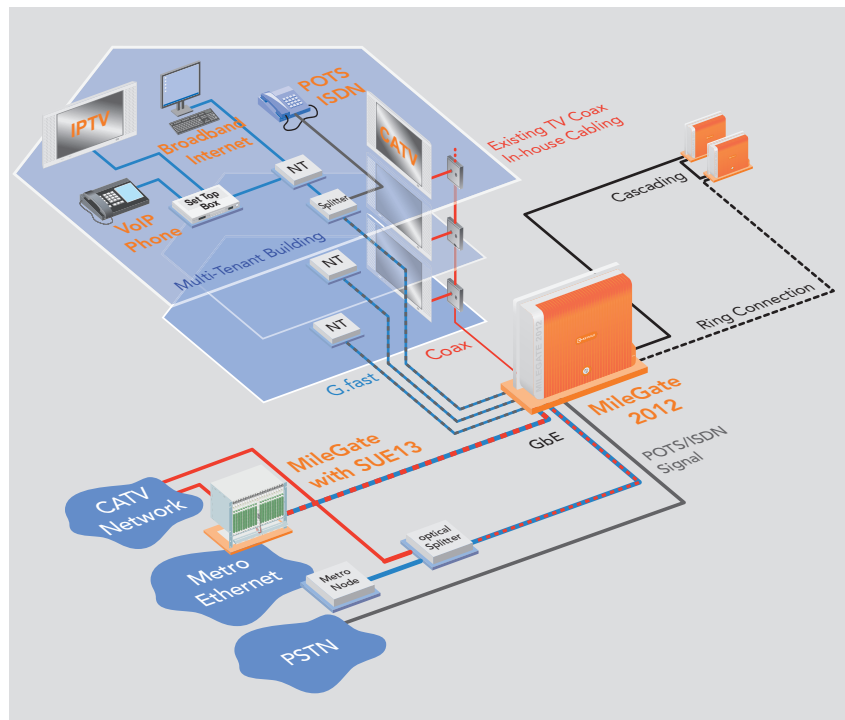 IPTV
Broadband
Internet
POTS
ISDN
CATV
Existing TV Coax
In-house Cabling
NT
Set Top
Box
Splitter
VoIP
Phone
Multi-Tenant Building
NT
NT
Cascading
Ring Connection
Coax
G.fast
MILEGATE 2012
MileGate
2012
GbE
POTS/ISDN
Signal
MileGate
with SUE13
CATV
Network
optical
Splitter
Metro
Ethernet
Metro
Node
PSTN